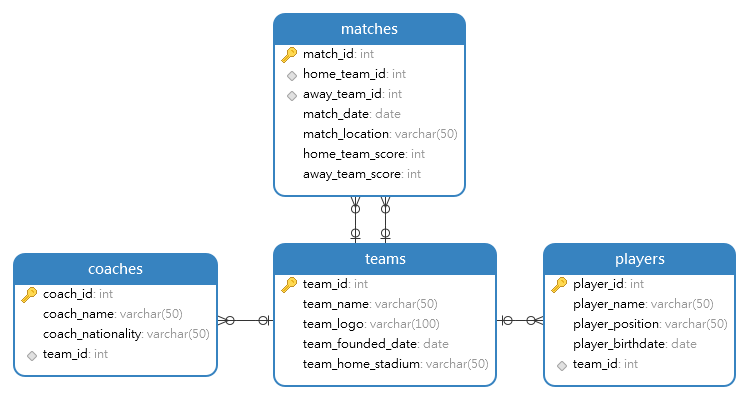 matches
match_id: int
home_team_id: int
away_team_id: int
match_date: date
match_location: varchar(50)
home_team_score: int
away_team_score: int
coaches
coach_id: int
coach_name: varchar(50)
coach_nationality: varchar(50)
team_id: int
teams
team_id: int
team_name: varchar(50)
team_logo: varchar(100)
team_founded_date: date
team_home_stadium: varchar(50)
players
player_id: int
player_name: varchar(50)
player_position: varchar(50)
player_birthdate: date
team_id: int